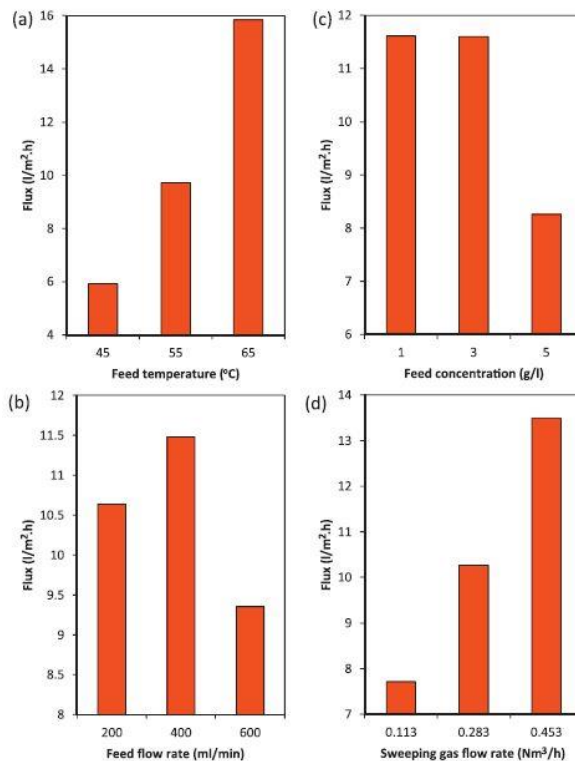 (a)
16
14
12
10
8
6
4
Flux (l/m².h)
45 55 65
Feed temperature (°C)
(c)
12
11
10
9
8
7
6
Flux (l/m².h)
1 3 5
Feed concentration (g/l)
(b)
12
11.5
11
10.5
10
9.5
9
8.5
8
Flux (l/m².h)
200 400 600
Feed flow rate (ml/min)
(d)
14
13
12
11
10
9
8
7
Flux (l/m².h)
0.113 0.283 0.453
Sweeping gas flow rate (Nm³/h)